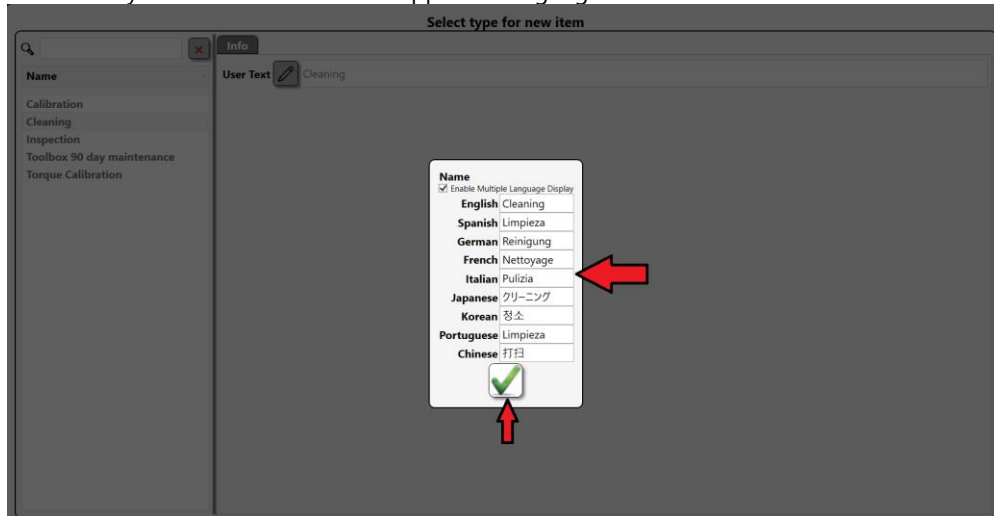 Select type for new item
Info
Name
User Text Cleaning
Calibration
Cleaning
Inspection
Toolbox 90 day maintenance
Torque Calibration
Name
Enable Multiple Language Display
English Cleaning
Spanish Limpieza
German Reinigung
French Nettoyage
Italian Pulizia
Japanese クリーニング
Korean 청소
Portuguese Limpieza
Chinese 打扫